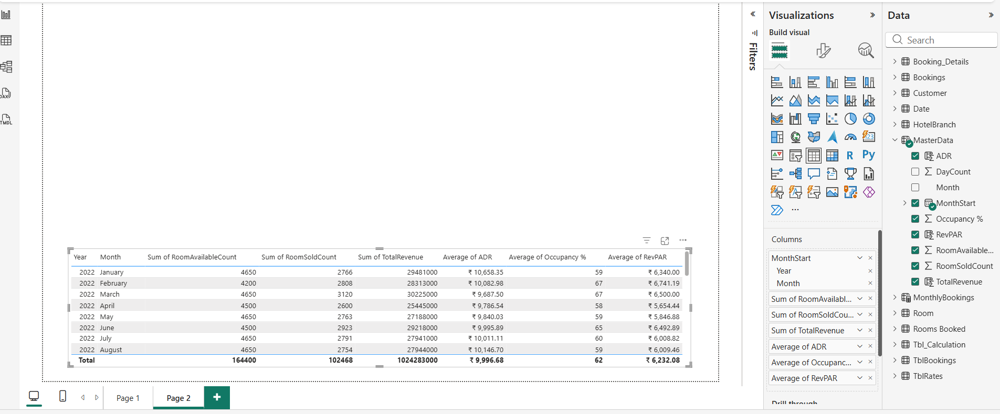 Visualizations
Data
Build visual
Search
Filters
Booking_Details
Bookings
Customer
Date
HotelBranch
MasterData
ADR
DayCount
Month
MonthStart
Occupancy %
RevPAR
RoomAvailable...
RoomSoldCount
TotalRevenue
MonthlyBookings
Room
Rooms Booked
Tbl_Calculation
TblBookings
TblRates
DAX
TMDL
123
R
Py
Columns
MonthStart
Year
Month
Sum of RoomAvailabl...
Sum of RoomSoldCou...
Sum of TotalRevenue
Average of ADR
Average of Occupanc...
Average of RevPAR
Drill through
Year Month Sum of RoomAvailableCount Sum of RoomSoldCount Sum of TotalRevenue Average of ADR Average of Occupancy % Average of RevPAR
2022 January 4650 2766 29481000 ₹ 10,658.35 59 ₹ 6,340.00
2022 February 4200 2808 28313000 ₹ 10,082.98 67 ₹ 6,741.19
2022 March 4650 3120 30225000 ₹ 9,687.50 67 ₹ 6,500.00
2022 April 4500 2600 25445000 ₹ 9,786.54 58 ₹ 5,654.44
2022 May 4650 2763 27188000 ₹ 9,840.03 59 ₹ 5,846.88
2022 June 4500 2923 29218000 ₹ 9,995.89 65 ₹ 6,492.89
2022 July 4650 2791 27941000 ₹ 10,011.11 60 ₹ 6,008.82
2022 August 4650 2754 27944000 ₹ 10,146.70 59 ₹ 6,009.46
Total 164400 102468 1024283000 ₹ 9,996.68 62 ₹ 6,232.08
Page 1
Page 2